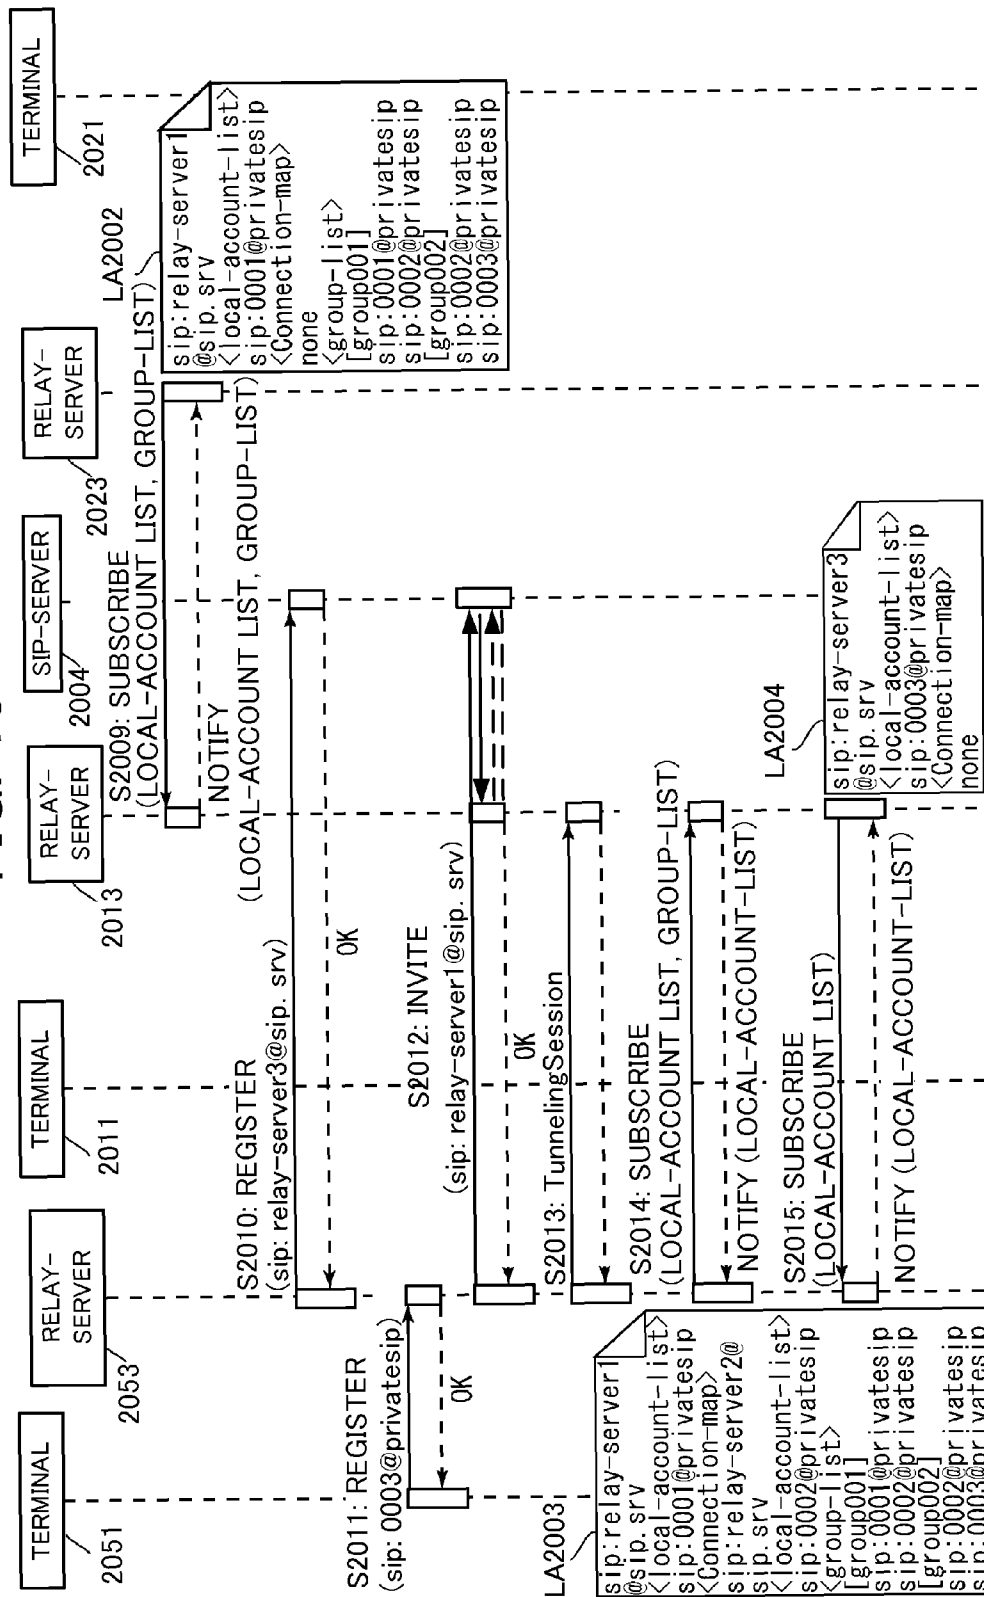 TERMINAL
2051
RELAY-
SERVER
2053
TERMINAL
2011
RELAY-
SERVER
2013
SIP-SERVER
2004
RELAY-
SERVER
2023
TERMINAL
2021
S2009: SUBSCRIBE
(LOCAL-ACCOUNT LIST, GROUP-LIST)
NOTIFY
(LOCAL-ACCOUNT LIST, GROUP-LIST)
LA2002
sip:relay-server1
@sip.srv
<local-account-list>
sip:0001@privatesip
<Connection-map>
none
<group-list>
[group001]
sip:0001@privatesip
sip:0002@privatesip
[group002]
sip:0002@privatesip
sip:0003@privatesip
S2010: REGISTER
(sip: relay-server3@sip. srv)
OK
S2011: REGISTER
(sip: 0003@privatesip)
OK
S2012: INVITE
(sip: relay-server1@sip. srv)
OK
S2013: TunnelingSession
S2014: SUBSCRIBE
(LOCAL-ACCOUNT LIST, GROUP-LIST)
NOTIFY (LOCAL-ACCOUNT-LIST)
S2015: SUBSCRIBE
(LOCAL-ACCOUNT LIST)
NOTIFY (LOCAL-ACCOUNT-LIST)
LA2003
sip:relay-server1
@sip.srv
<local-account-list>
sip:0001@privatesip
<Connection-map>
sip:relay-server2@
sip.srv
<local-account-list>
sip:0002@privatesip
<group-list>
[group001]
sip:0001@privatesip
sip:0002@privatesip
[group002]
sip:0002@privatesip
sip:0003@privatesip
LA2004
sip:relay-server3
@sip.srv
<local-account-list>
sip:0003@privatesip
<Connection-map>
none